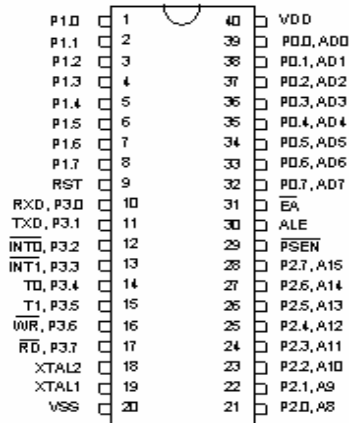 P1.0 1 40 VDD
P1.1 2 39 P0.0, AD0
P1.2 3 38 P0.1, AD1
P1.3 4 37 P0.2, AD2
P1.4 5 36 P0.3, AD3
P1.5 6 35 P0.4, AD4
P1.6 7 34 P0.5, AD5
P1.7 8 33 P0.6, AD6
RST 9 32 P0.7, AD7
RXD, P3.0 10 31 E̅A̅
TXD, P3.1 11 30 ALE
I̅N̅T̅0̅, P3.2 12 29 P̅S̅E̅N̅
I̅N̅T̅1̅, P3.3 13 28 P2.7, A15
T0, P3.4 14 27 P2.6, A14
T1, P3.5 15 26 P2.5, A13
W̅R̅, P3.6 16 25 P2.4, A12
R̅D̅, P3.7 17 24 P2.3, A11
XTAL2 18 23 P2.2, A10
XTAL1 19 22 P2.1, A9
VSS 20 21 P2.0, A8